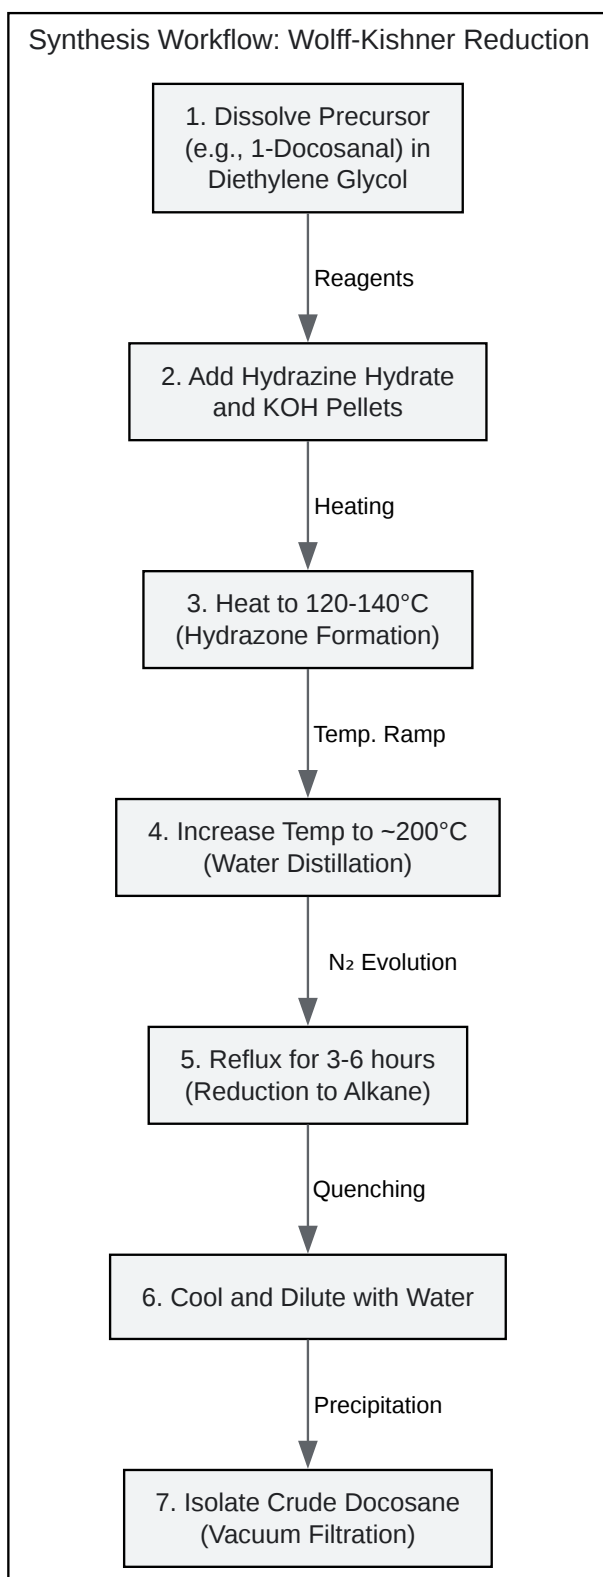 Synthesis Workflow: Wolff-Kishner Reduction
1. Dissolve Precursor
(e.g., 1-Docosanal) in
Diethylene Glycol
Reagents
2. Add Hydrazine Hydrate
and KOH Pellets
Heating
3. Heat to 120-140°C
(Hydrazone Formation)
Temp. Ramp
4. Increase Temp to ~200°C
(Water Distillation)
N₂ Evolution
5. Reflux for 3-6 hours
(Reduction to Alkane)
Quenching
6. Cool and Dilute with Water
Precipitation
7. Isolate Crude Docosane
(Vacuum Filtration)